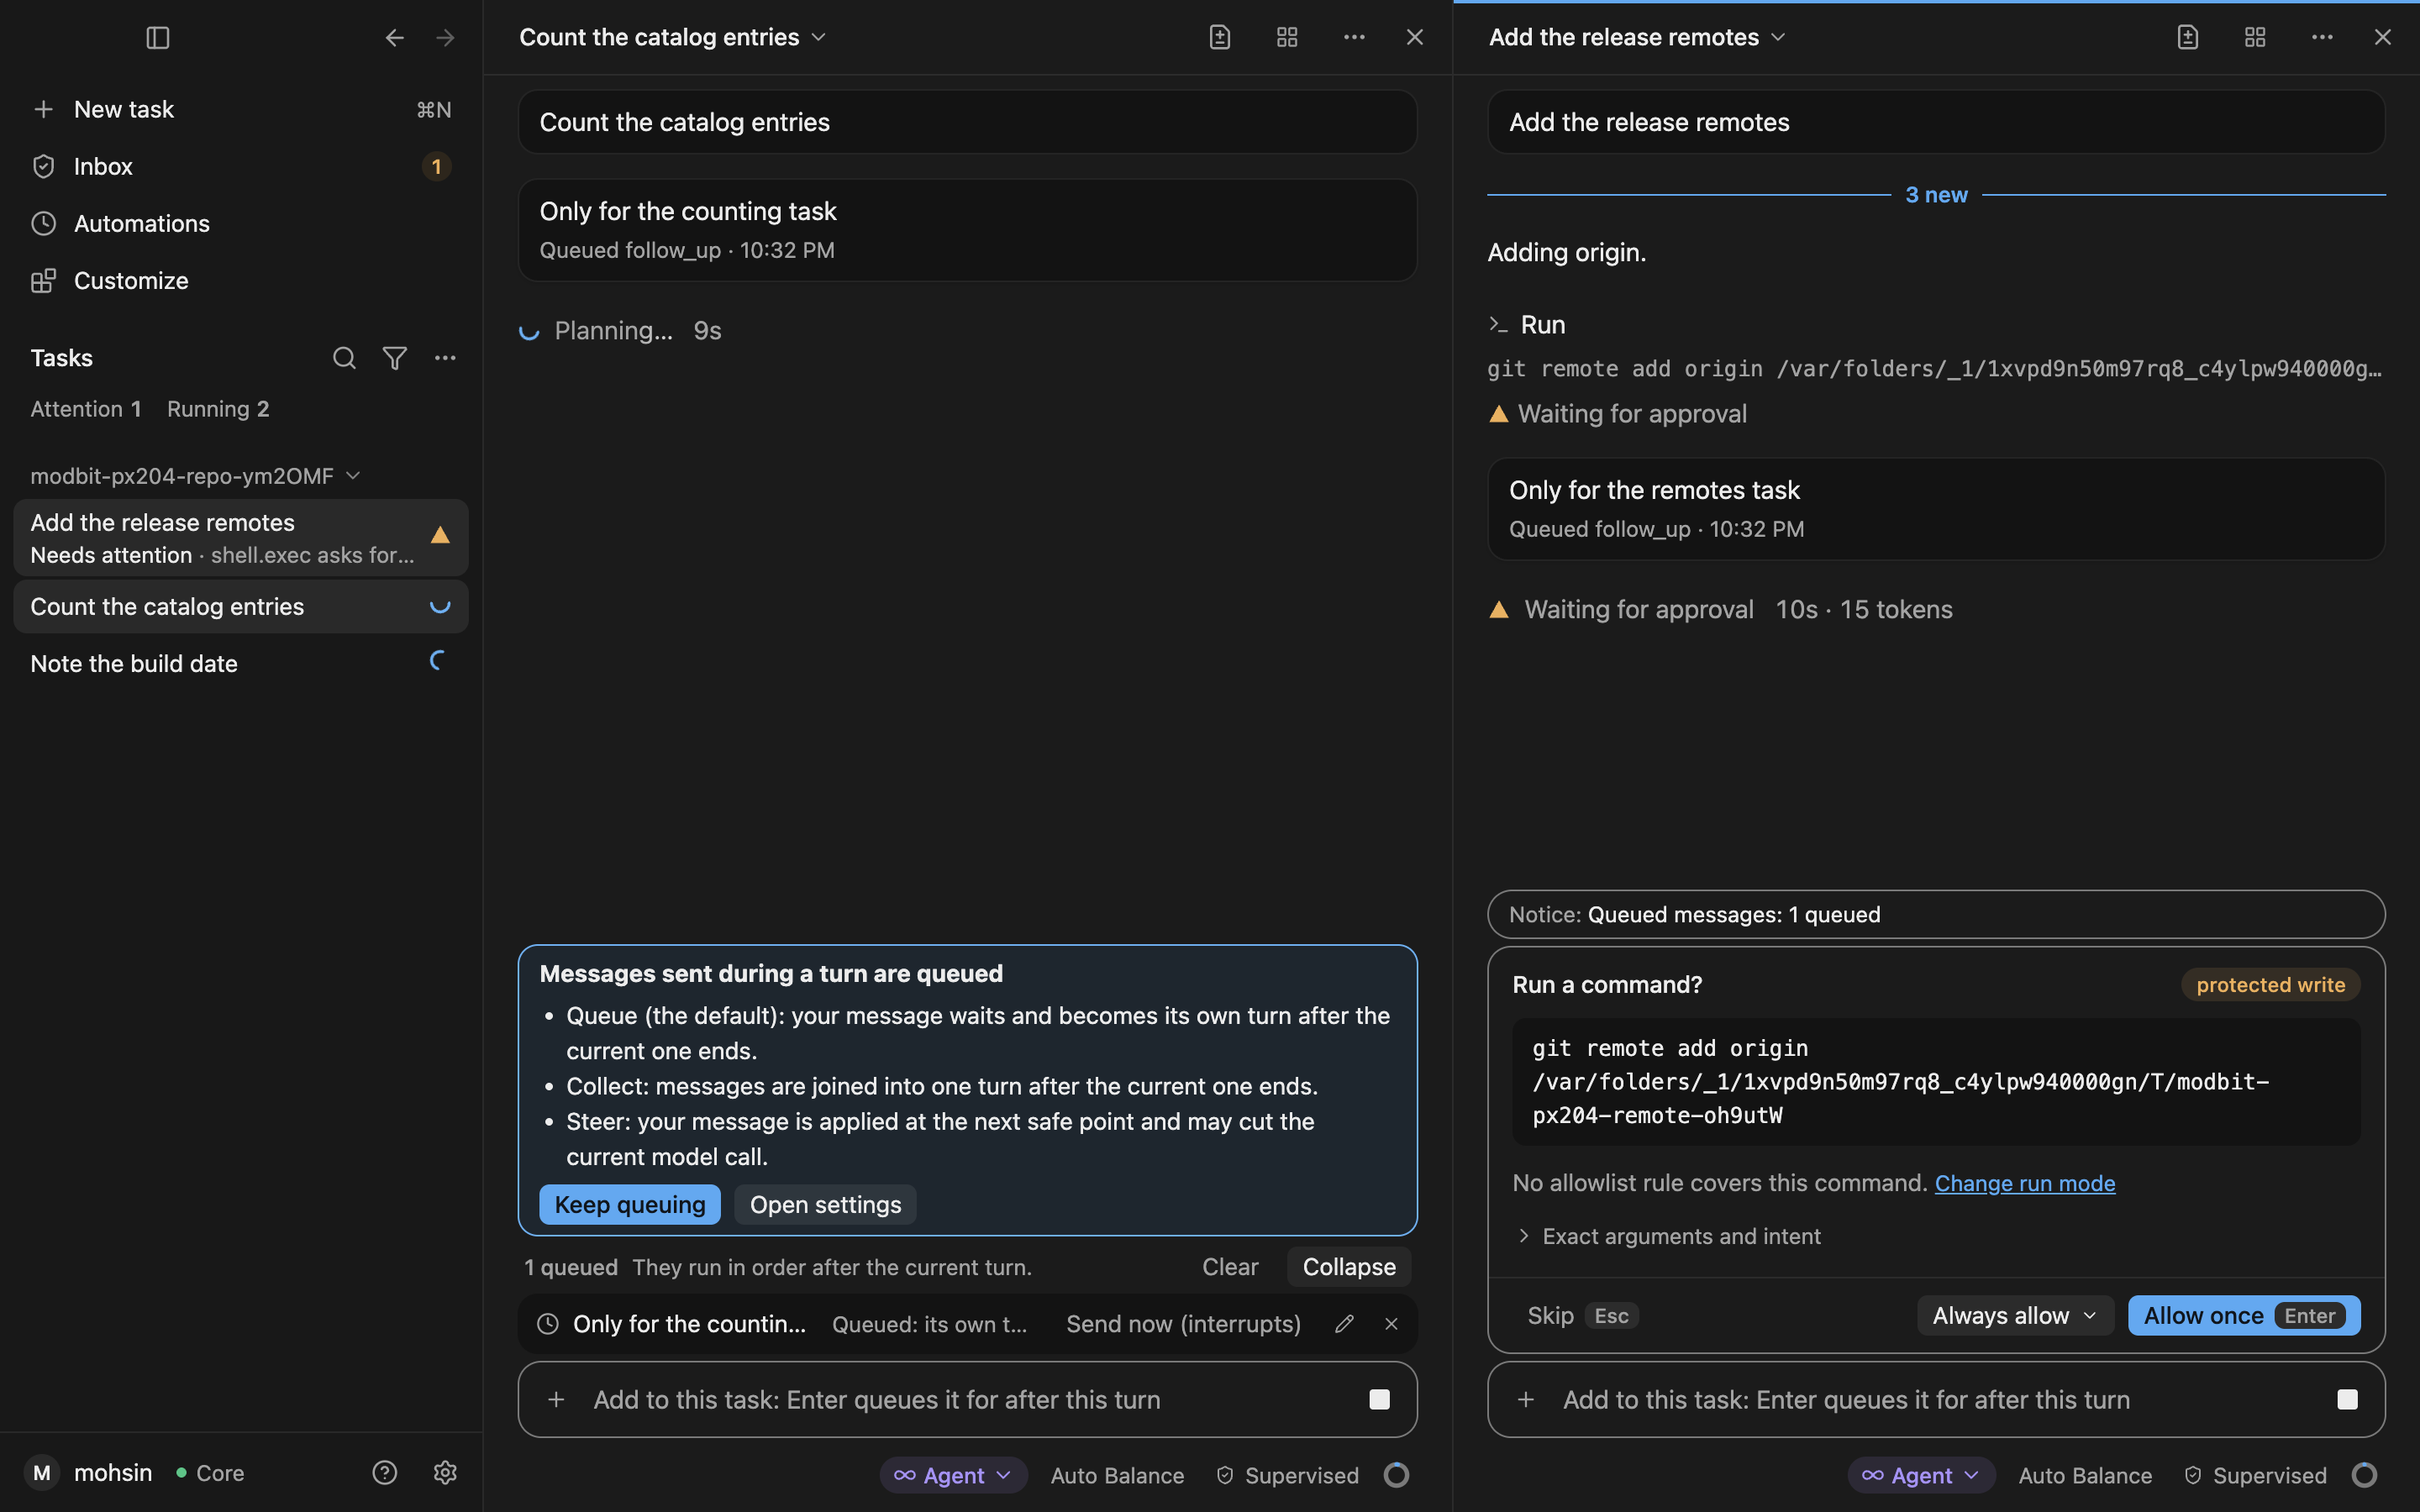 New task ⌘N
Inbox 1
Automations
Customize
Tasks
Attention 1 Running 2
modbit-px204-repo-ym2OMF
Add the release remotes
Needs attention · shell.exec asks for...
Count the catalog entries
Note the build date
M mohsin Core
Count the catalog entries
Count the catalog entries
Only for the counting task
Queued follow_up · 10:32 PM
Planning... 9s
Messages sent during a turn are queued
• Queue (the default): your message waits and becomes its own turn after the
current one ends.
• Collect: messages are joined into one turn after the current one ends.
• Steer: your message is applied at the next safe point and may cut the
current model call.
Keep queuing Open settings
1 queued They run in order after the current turn. Clear Collapse
Only for the countin... Queued: its own t... Send now (interrupts)
Add to this task: Enter queues it for after this turn
Agent Auto Balance Supervised
Add the release remotes
Add the release remotes
3 new
Adding origin.
Run
git remote add origin /var/folders/_1/1xvpd9n50m97rq8_c4ylpw940000g…
Waiting for approval
Only for the remotes task
Queued follow_up · 10:32 PM
Waiting for approval 10s · 15 tokens
Notice: Queued messages: 1 queued
Run a command? protected write
git remote add origin
/var/folders/_1/1xvpd9n50m97rq8_c4ylpw940000gn/T/modbit-
px204-remote-oh9utW
No allowlist rule covers this command. Change run mode
Exact arguments and intent
Skip Esc Always allow Allow once Enter
Add to this task: Enter queues it for after this turn
Agent Auto Balance Supervised